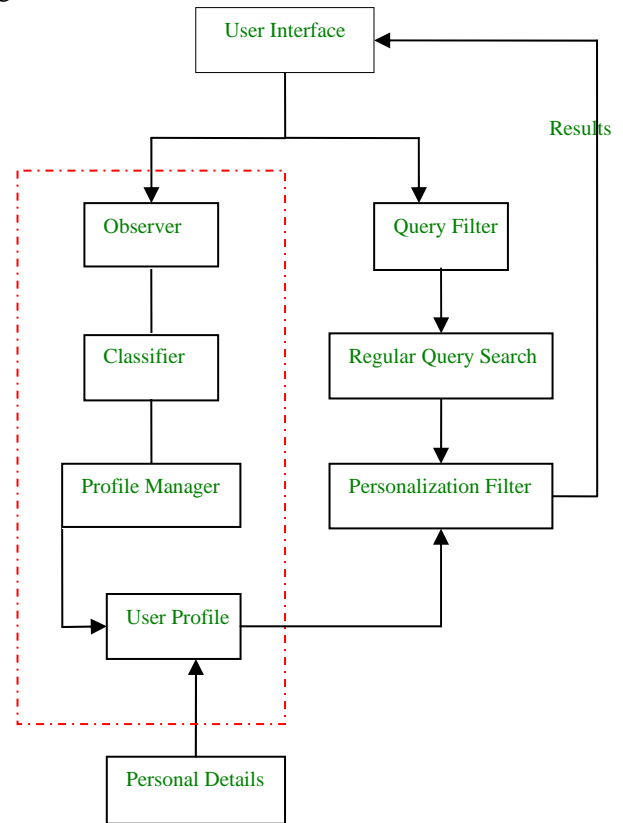 User Interface
Results
Observer
Query Filter
Classifier
Regular Query Search
Profile Manager
Personalization Filter
User Profile
Personal Details